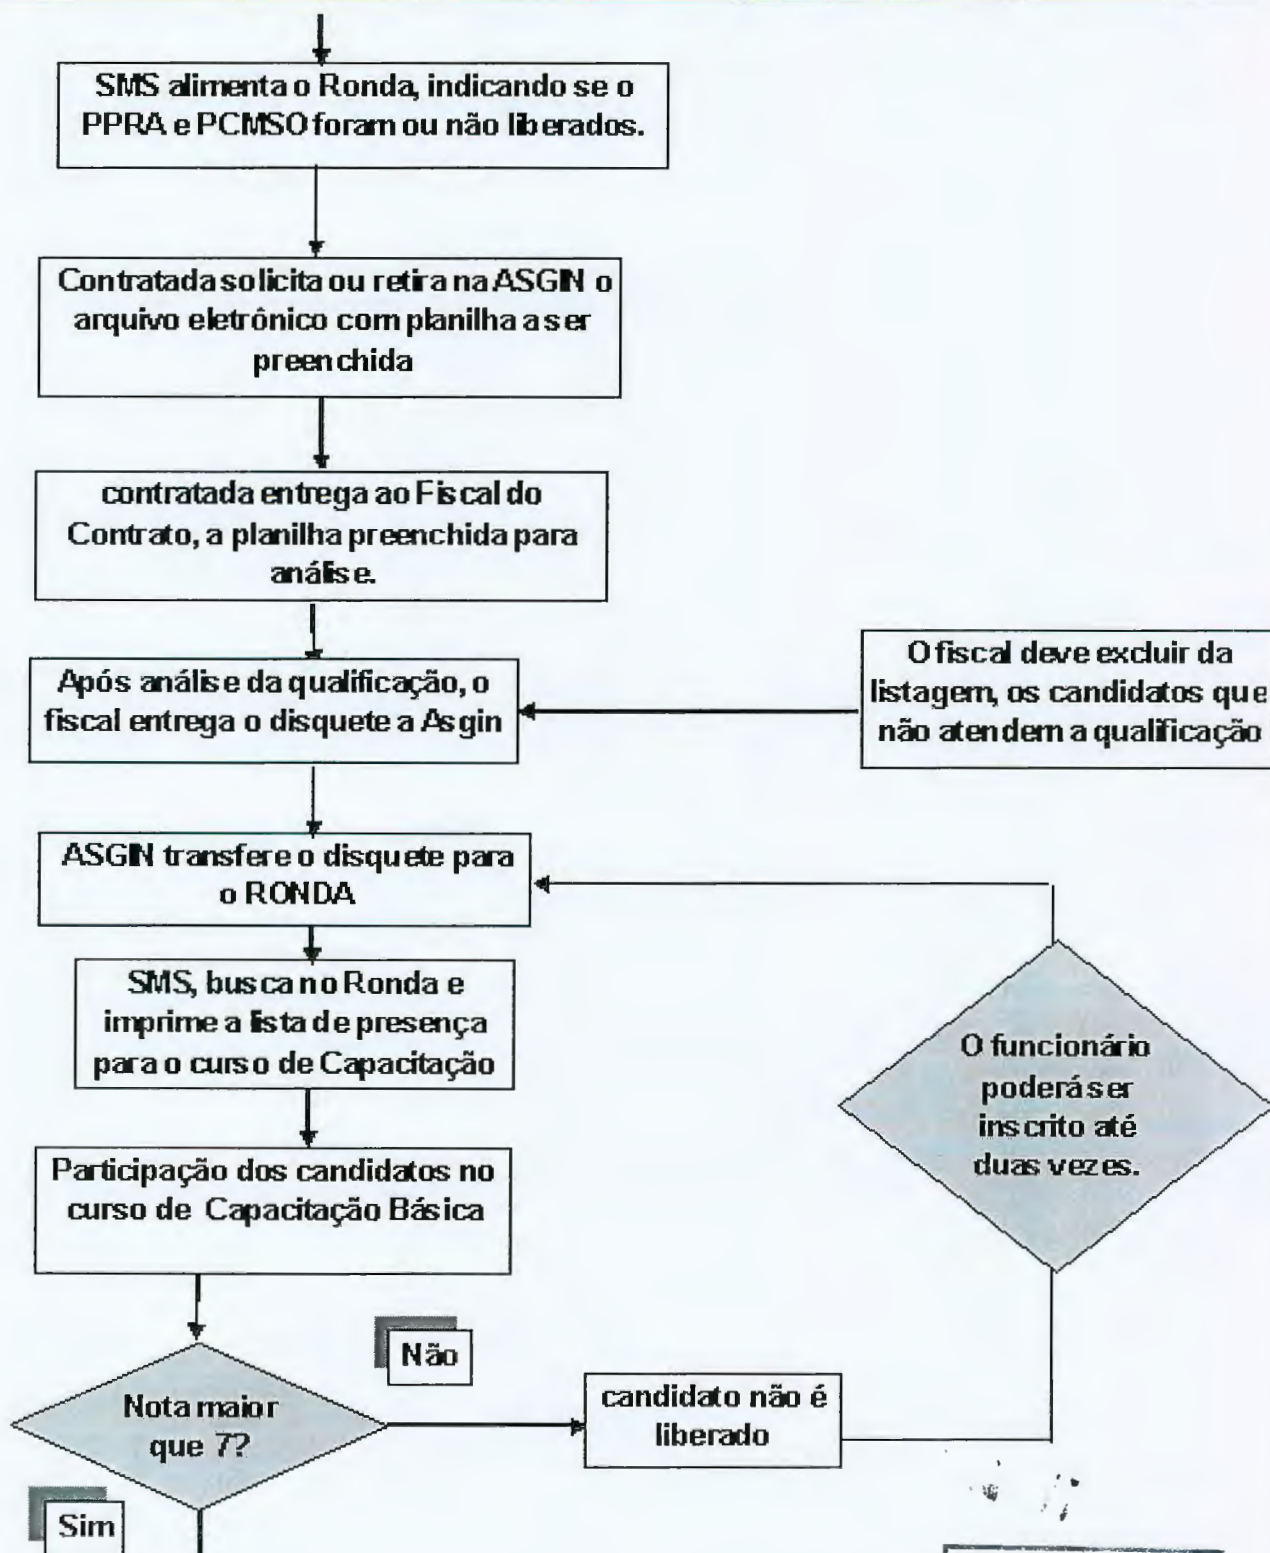 SMS alimenta o Ronda, indicando se o
PPRA e PCMSO foram ou não liberados.
Contratada solicita ou retira na ASGIN o
arquivo eletrônico com planilha a ser
preenchida
contratada entrega ao Fiscal do
Contrato, a planilha preenchida para
análise.
Após análise da qualificação, o
fiscal entrega o disquete a Asgin
O fiscal deve excluir da
listagem, os candidatos que
não atendem a qualificação
ASGIN transfere o disquete para
o RONDA
SMS, busca no Ronda e
imprime a lista de presença
para o curso de Capacitação
O funcionário
poderá ser
inscrito até
duas vezes.
Participação dos candidatos no
curso de Capacitação Básica
Não
Nota maior
que 7?
candidato não é
liberado
Sim